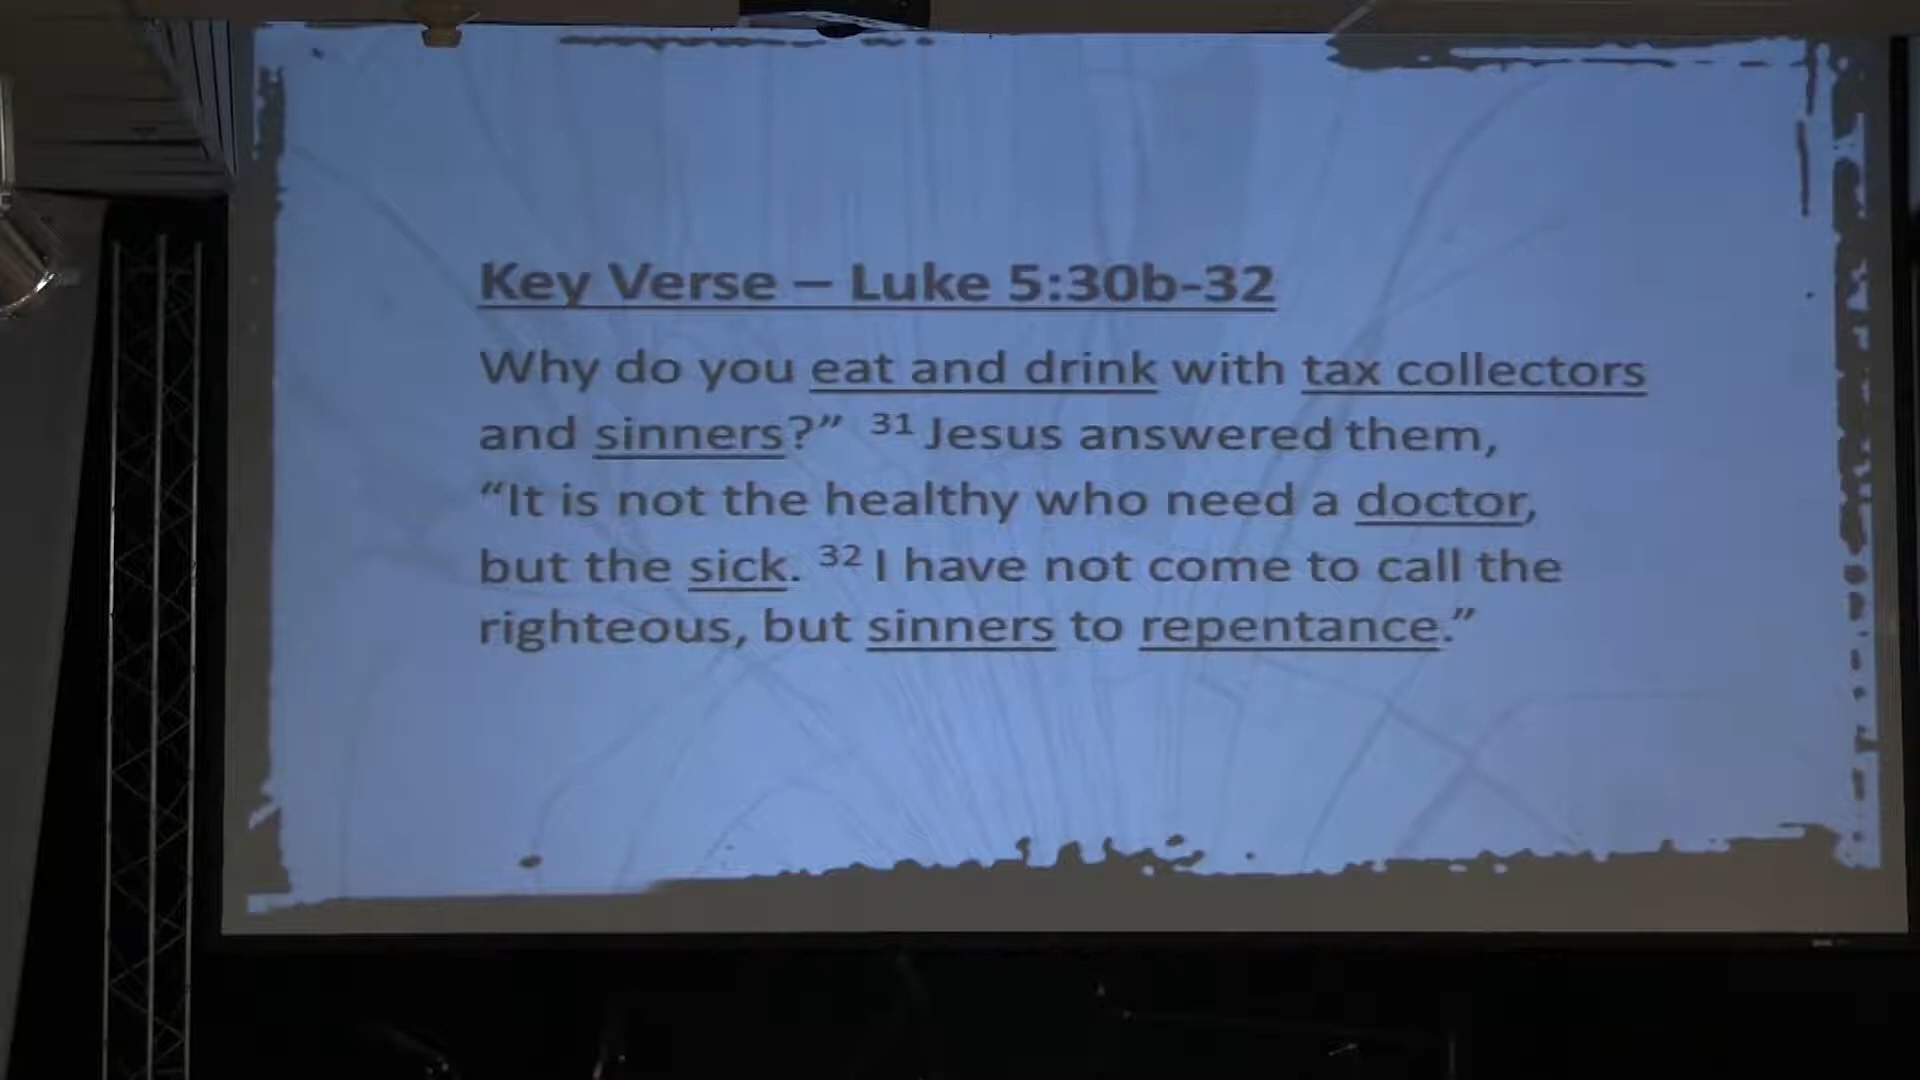 Key Verse – Luke 5:30b-32
Why do you eat and drink with tax collectors
and sinners?” 31 Jesus answered them,
“It is not the healthy who need a doctor,
but the sick. 32 I have not come to call the
righteous, but sinners to repentance.”